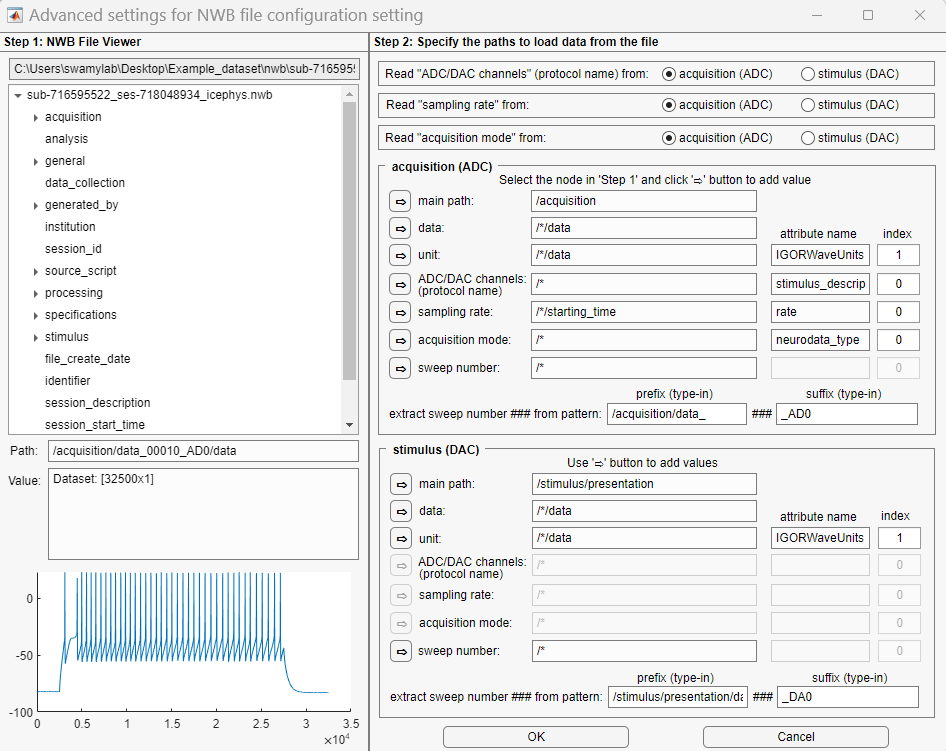 Advanced settings for NWB file configuration setting
Step 1: NWB File Viewer
C:\Users\swamylab\Desktop\Example_dataset\nwb\sub-71659
sub-716595522_ses-718048934_icephys.nwb
acquisition
analysis
general
data_collection
generated_by
institution
session_id
source_script
processing
specifications
stimulus
file_create_date
identifier
session_description
session_start_time
Path: /acquisition/data_00010_AD0/data
Value: Dataset: [32500x1]
0
-50
-100
0 0.5 1 1.5 2 2.5 3 3.5
×10⁴
Step 2: Specify the paths to load data from the file
Read "ADC/DAC channels" (protocol name) from: acquisition (ADC) stimulus (DAC)
Read "sampling rate" from: acquisition (ADC) stimulus (DAC)
Read "acquisition mode" from: acquisition (ADC) stimulus (DAC)
acquisition (ADC)
Select the node in 'Step 1' and click '⇨' button to add value
⇨ main path: /acquisition
⇨ data: /*/data
attribute name index
⇨ unit: /*/data IGORWaveUnits 1
⇨ ADC/DAC channels: /* stimulus_descrip 0
(protocol name)
⇨ sampling rate: /*/starting_time rate 0
⇨ acquisition mode: /* neurodata_type 0
⇨ sweep number: /* 0
prefix (type-in) suffix (type-in)
extract sweep number ### from pattern: /acquisition/data_ ### _AD0
stimulus (DAC)
Use '⇨' button to add values
⇨ main path: /stimulus/presentation
⇨ data: /*/data
attribute name index
⇨ unit: /*/data IGORWaveUnits 1
⇨ ADC/DAC channels: /* 0
(protocol name)
⇨ sampling rate: /* 0
⇨ acquisition mode: /* 0
⇨ sweep number: /* 0
prefix (type-in) suffix (type-in)
extract sweep number ### from pattern: /stimulus/presentation/da ### _DA0
OK Cancel